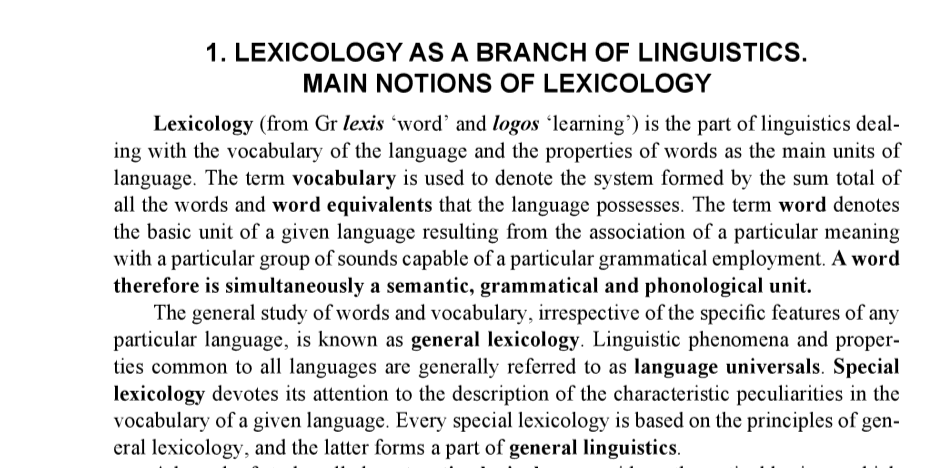 1. LEXICOLOGY AS A BRANCH OF LINGUISTICS.
MAIN NOTIONS OF LEXICOLOGY
Lexicology (from Gr lexis ‘word’ and logos ‘learning’) is the part of linguistics deal-
ing with the vocabulary of the language and the properties of words as the main units of
language. The term vocabulary is used to denote the system formed by the sum total of
all the words and word equivalents that the language possesses. The term word denotes
the basic unit of a given language resulting from the association of a particular meaning
with a particular group of sounds capable of a particular grammatical employment. A word
therefore is simultaneously a semantic, grammatical and phonological unit.
The general study of words and vocabulary, irrespective of the specific features of any
particular language, is known as general lexicology. Linguistic phenomena and proper-
ties common to all languages are generally referred to as language universals. Special
lexicology devotes its attention to the description of the characteristic peculiarities in the
vocabulary of a given language. Every special lexicology is based on the principles of gen-
eral lexicology, and the latter forms a part of general linguistics.